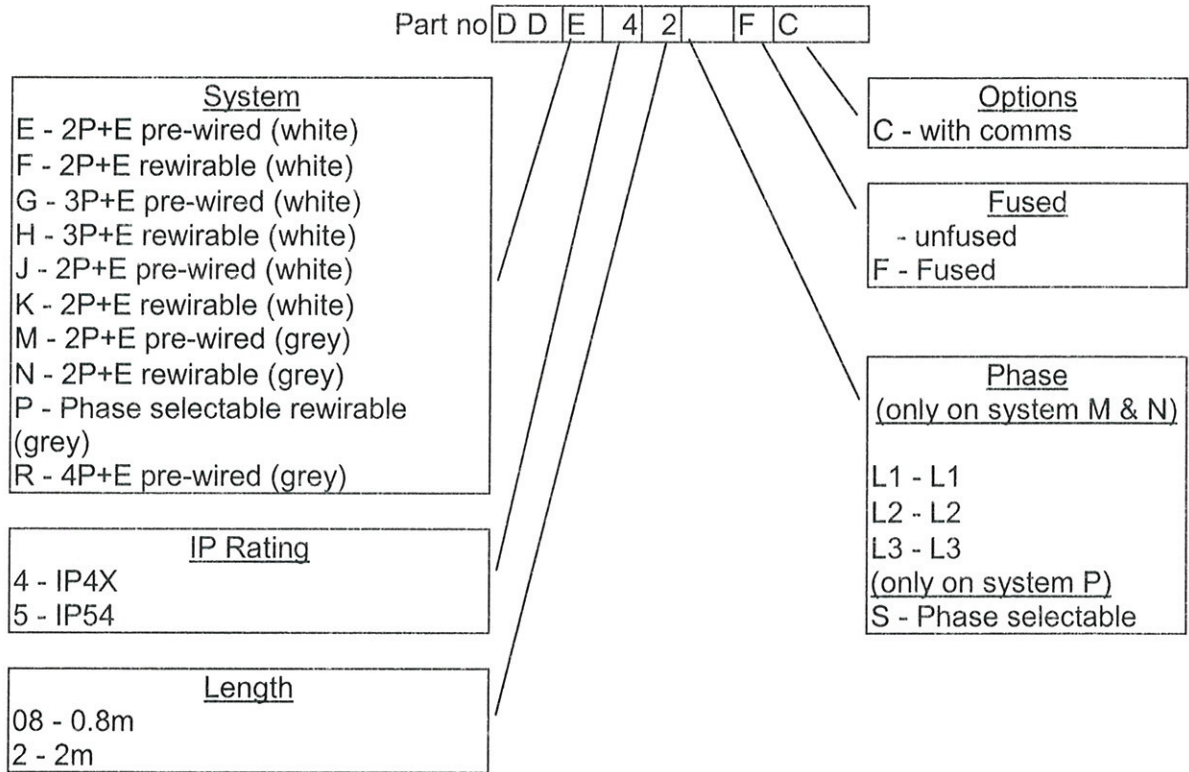 Part no D D E 4 2 F C
System
E - 2P+E pre-wired (white)
F - 2P+E rewirable (white)
G - 3P+E pre-wired (white)
H - 3P+E rewirable (white)
J - 2P+E pre-wired (white)
K - 2P+E rewirable (white)
M - 2P+E pre-wired (grey)
N - 2P+E rewirable (grey)
P - Phase selectable rewirable
(grey)
R - 4P+E pre-wired (grey)
IP Rating
4 - IP4X
5 - IP54
Length
08 - 0.8m
2 - 2m
Options
C - with comms
Fused
- unfused
F - Fused
Phase
(only on system M & N)
L1 - L1
L2 - L2
L3 - L3
(only on system P)
S - Phase selectable